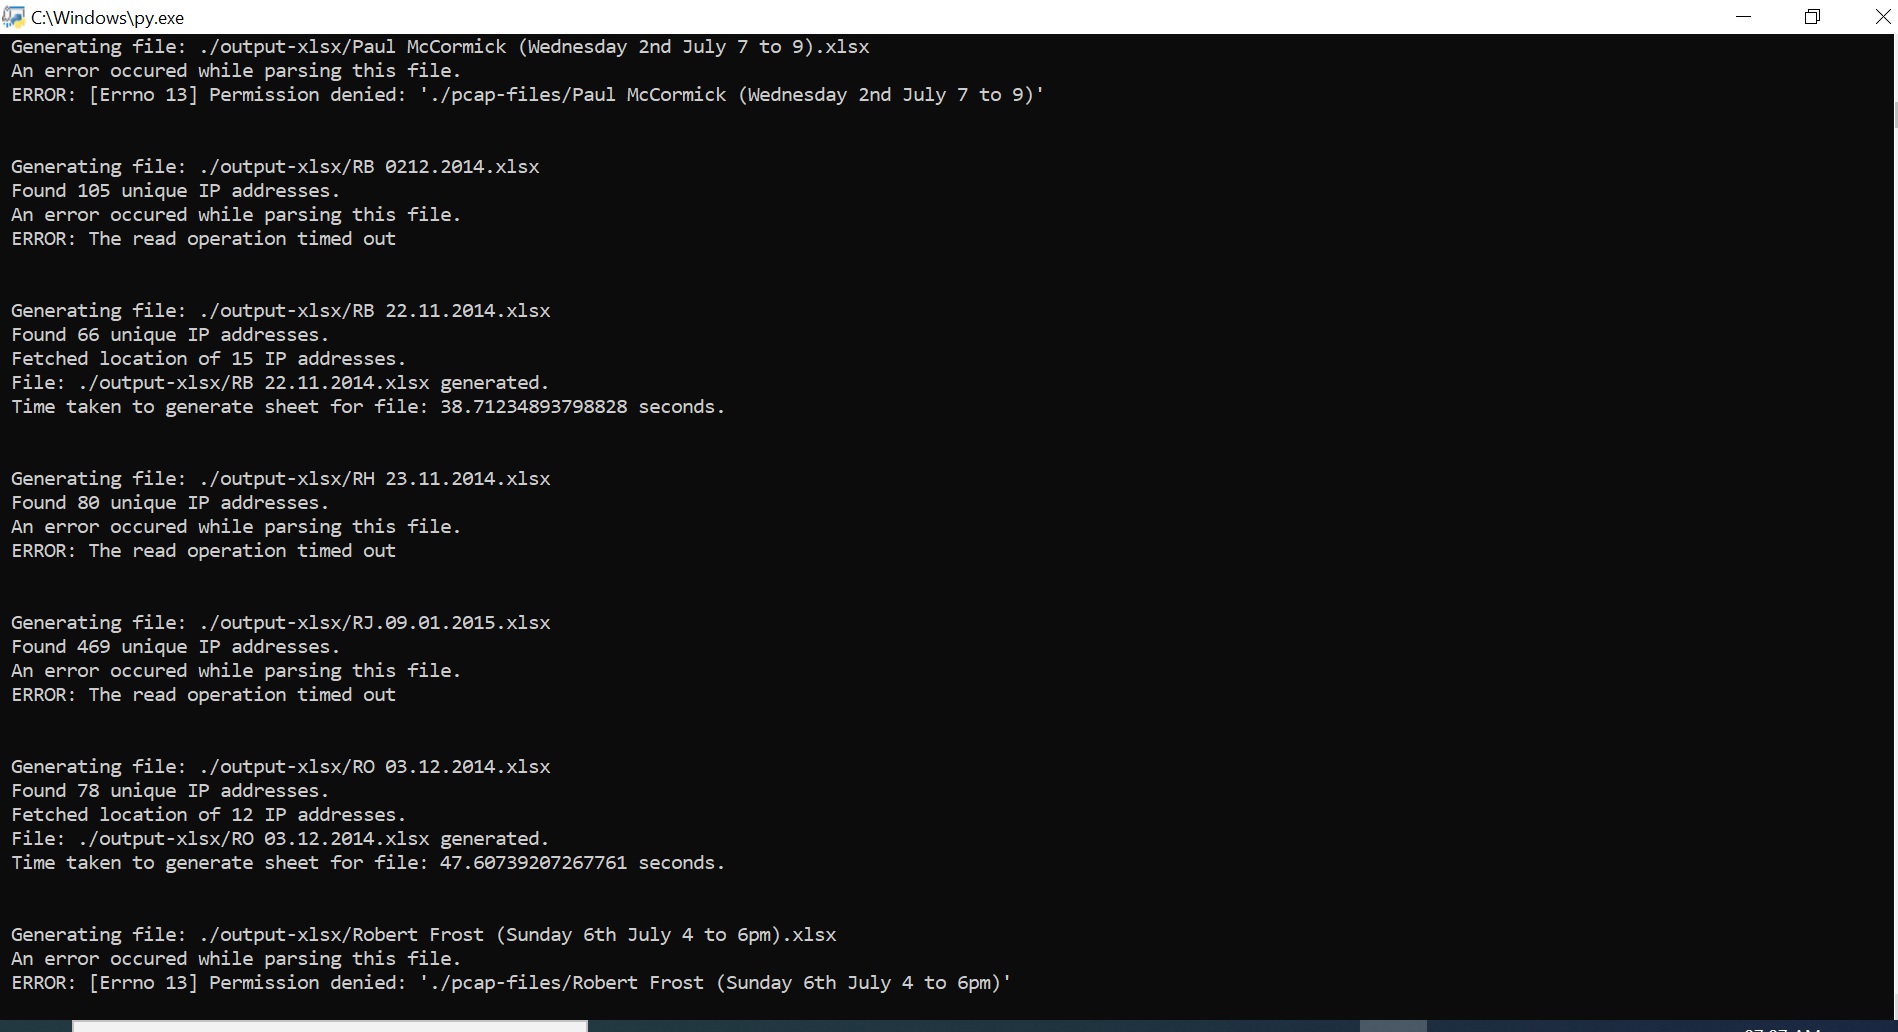 C:\Windows\py.exe
Generating file: ./output-xlsx/Paul McCormick (Wednesday 2nd July 7 to 9).xlsx
An error occured while parsing this file.
ERROR: [Errno 13] Permission denied: './pcap-files/Paul McCormick (Wednesday 2nd July 7 to 9)'
Generating file: ./output-xlsx/RB 0212.2014.xlsx
Found 105 unique IP addresses.
An error occured while parsing this file.
ERROR: The read operation timed out
Generating file: ./output-xlsx/RB 22.11.2014.xlsx
Found 66 unique IP addresses.
Fetched location of 15 IP addresses.
File: ./output-xlsx/RB 22.11.2014.xlsx generated.
Time taken to generate sheet for file: 38.71234893798828 seconds.
Generating file: ./output-xlsx/RH 23.11.2014.xlsx
Found 80 unique IP addresses.
An error occured while parsing this file.
ERROR: The read operation timed out
Generating file: ./output-xlsx/RJ.09.01.2015.xlsx
Found 469 unique IP addresses.
An error occured while parsing this file.
ERROR: The read operation timed out
Generating file: ./output-xlsx/RO 03.12.2014.xlsx
Found 78 unique IP addresses.
Fetched location of 12 IP addresses.
File: ./output-xlsx/RO 03.12.2014.xlsx generated.
Time taken to generate sheet for file: 47.60739207267761 seconds.
Generating file: ./output-xlsx/Robert Frost (Sunday 6th July 4 to 6pm).xlsx
An error occured while parsing this file.
ERROR: [Errno 13] Permission denied: './pcap-files/Robert Frost (Sunday 6th July 4 to 6pm)'